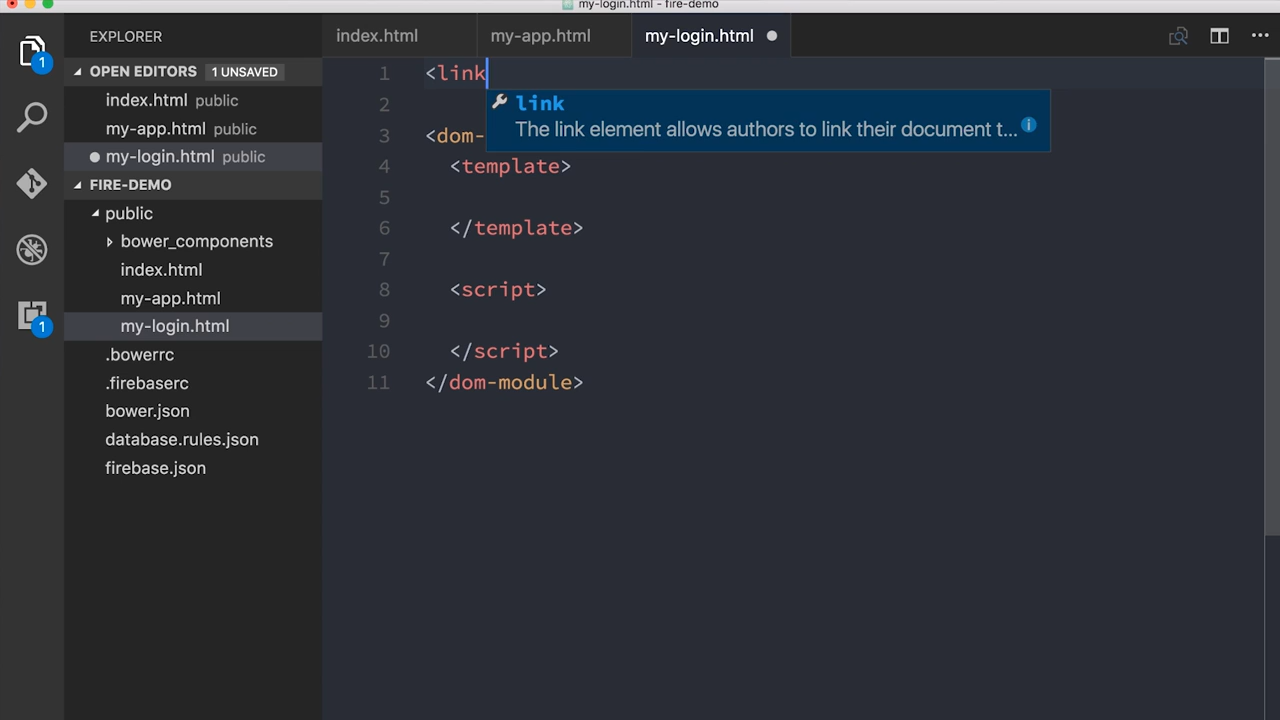 my-login.html - fire-demo
EXPLORER
1
OPEN EDITORS 1 UNSAVED
index.html public
my-app.html public
my-login.html public
FIRE-DEMO
public
bower_components
index.html
my-app.html
my-login.html
1
.bowerrc
.firebaserc
bower.json
database.rules.json
firebase.json
index.html my-app.html my-login.html
1 <link
link
The link element allows authors to link their document t...
2
3 <dom-
4 <template>
5
6 </template>
7
8 <script>
9
10 </script>
11 </dom-module>